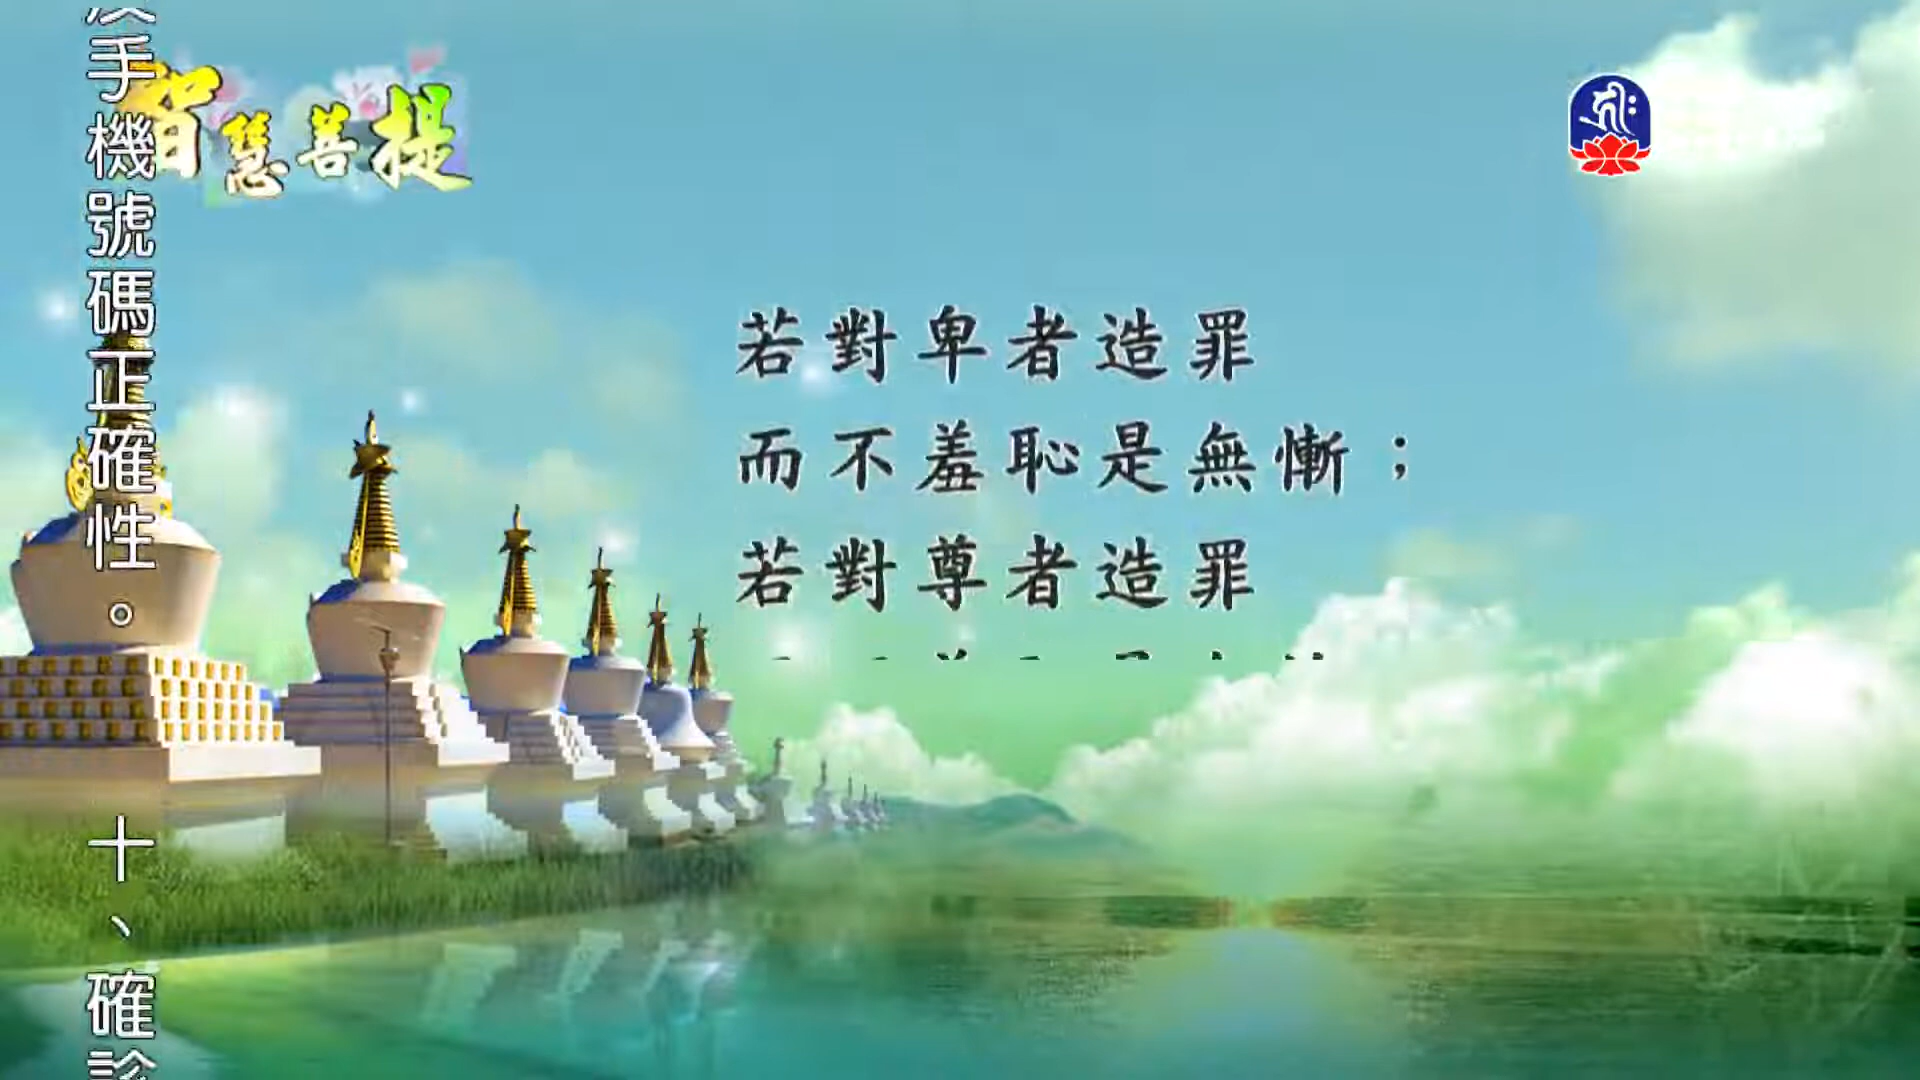 手機號碼正確性。 十、確診
智慧菩提
若對卑者造罪
而不羞恥是無慚；
若對尊者造罪